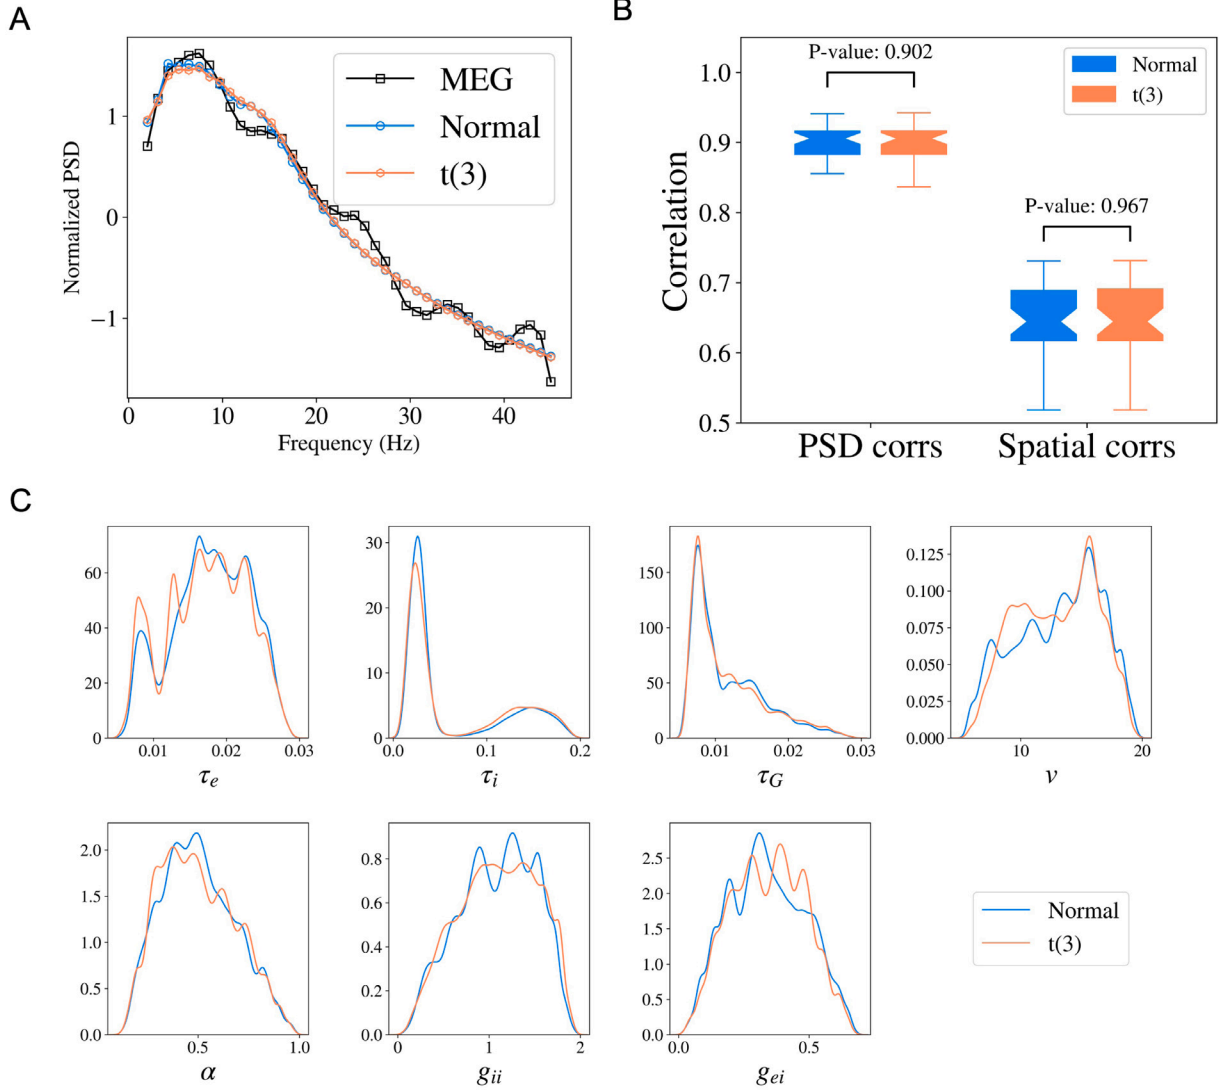 A
MEG
Normal
t(3)
Normalized PSD
1
0
−1
0 10 20 30 40
Frequency (Hz)
B
P-value: 0.902
P-value: 0.967
Normal
t(3)
Correlation
1.0
0.9
0.8
0.7
0.6
0.5
PSD corrs Spatial corrs
C
60
40
20
0
0.01 0.02 0.03
τe
30
20
10
0
0.0 0.1 0.2
τi
150
100
50
0
0.01 0.02 0.03
τG
0.125
0.100
0.075
0.050
0.025
0.000
10 20
v
2.0
1.5
1.0
0.5
0.0
0.5 1.0
α
0.8
0.6
0.4
0.2
0.0
0 1 2
gii
2.5
2.0
1.5
1.0
0.5
0.0
0.0 0.5
gei
Normal
t(3)